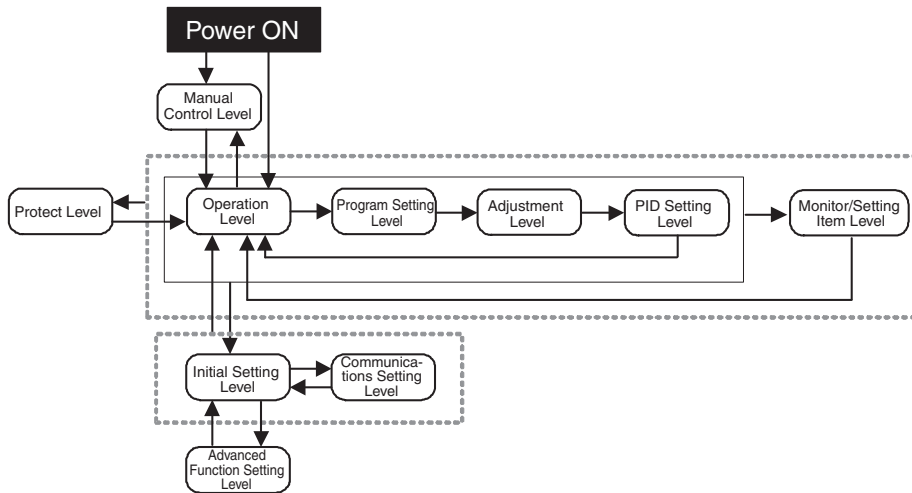 Power ON
Manual
Control Level
Protect Level
Operation
Level
Program Setting
Level
Adjustment
Level
PID Setting
Level
Monitor/Setting
Item Level
Initial Setting
Level
Communica-
tions Setting
Level
Advanced
Function Setting
Level